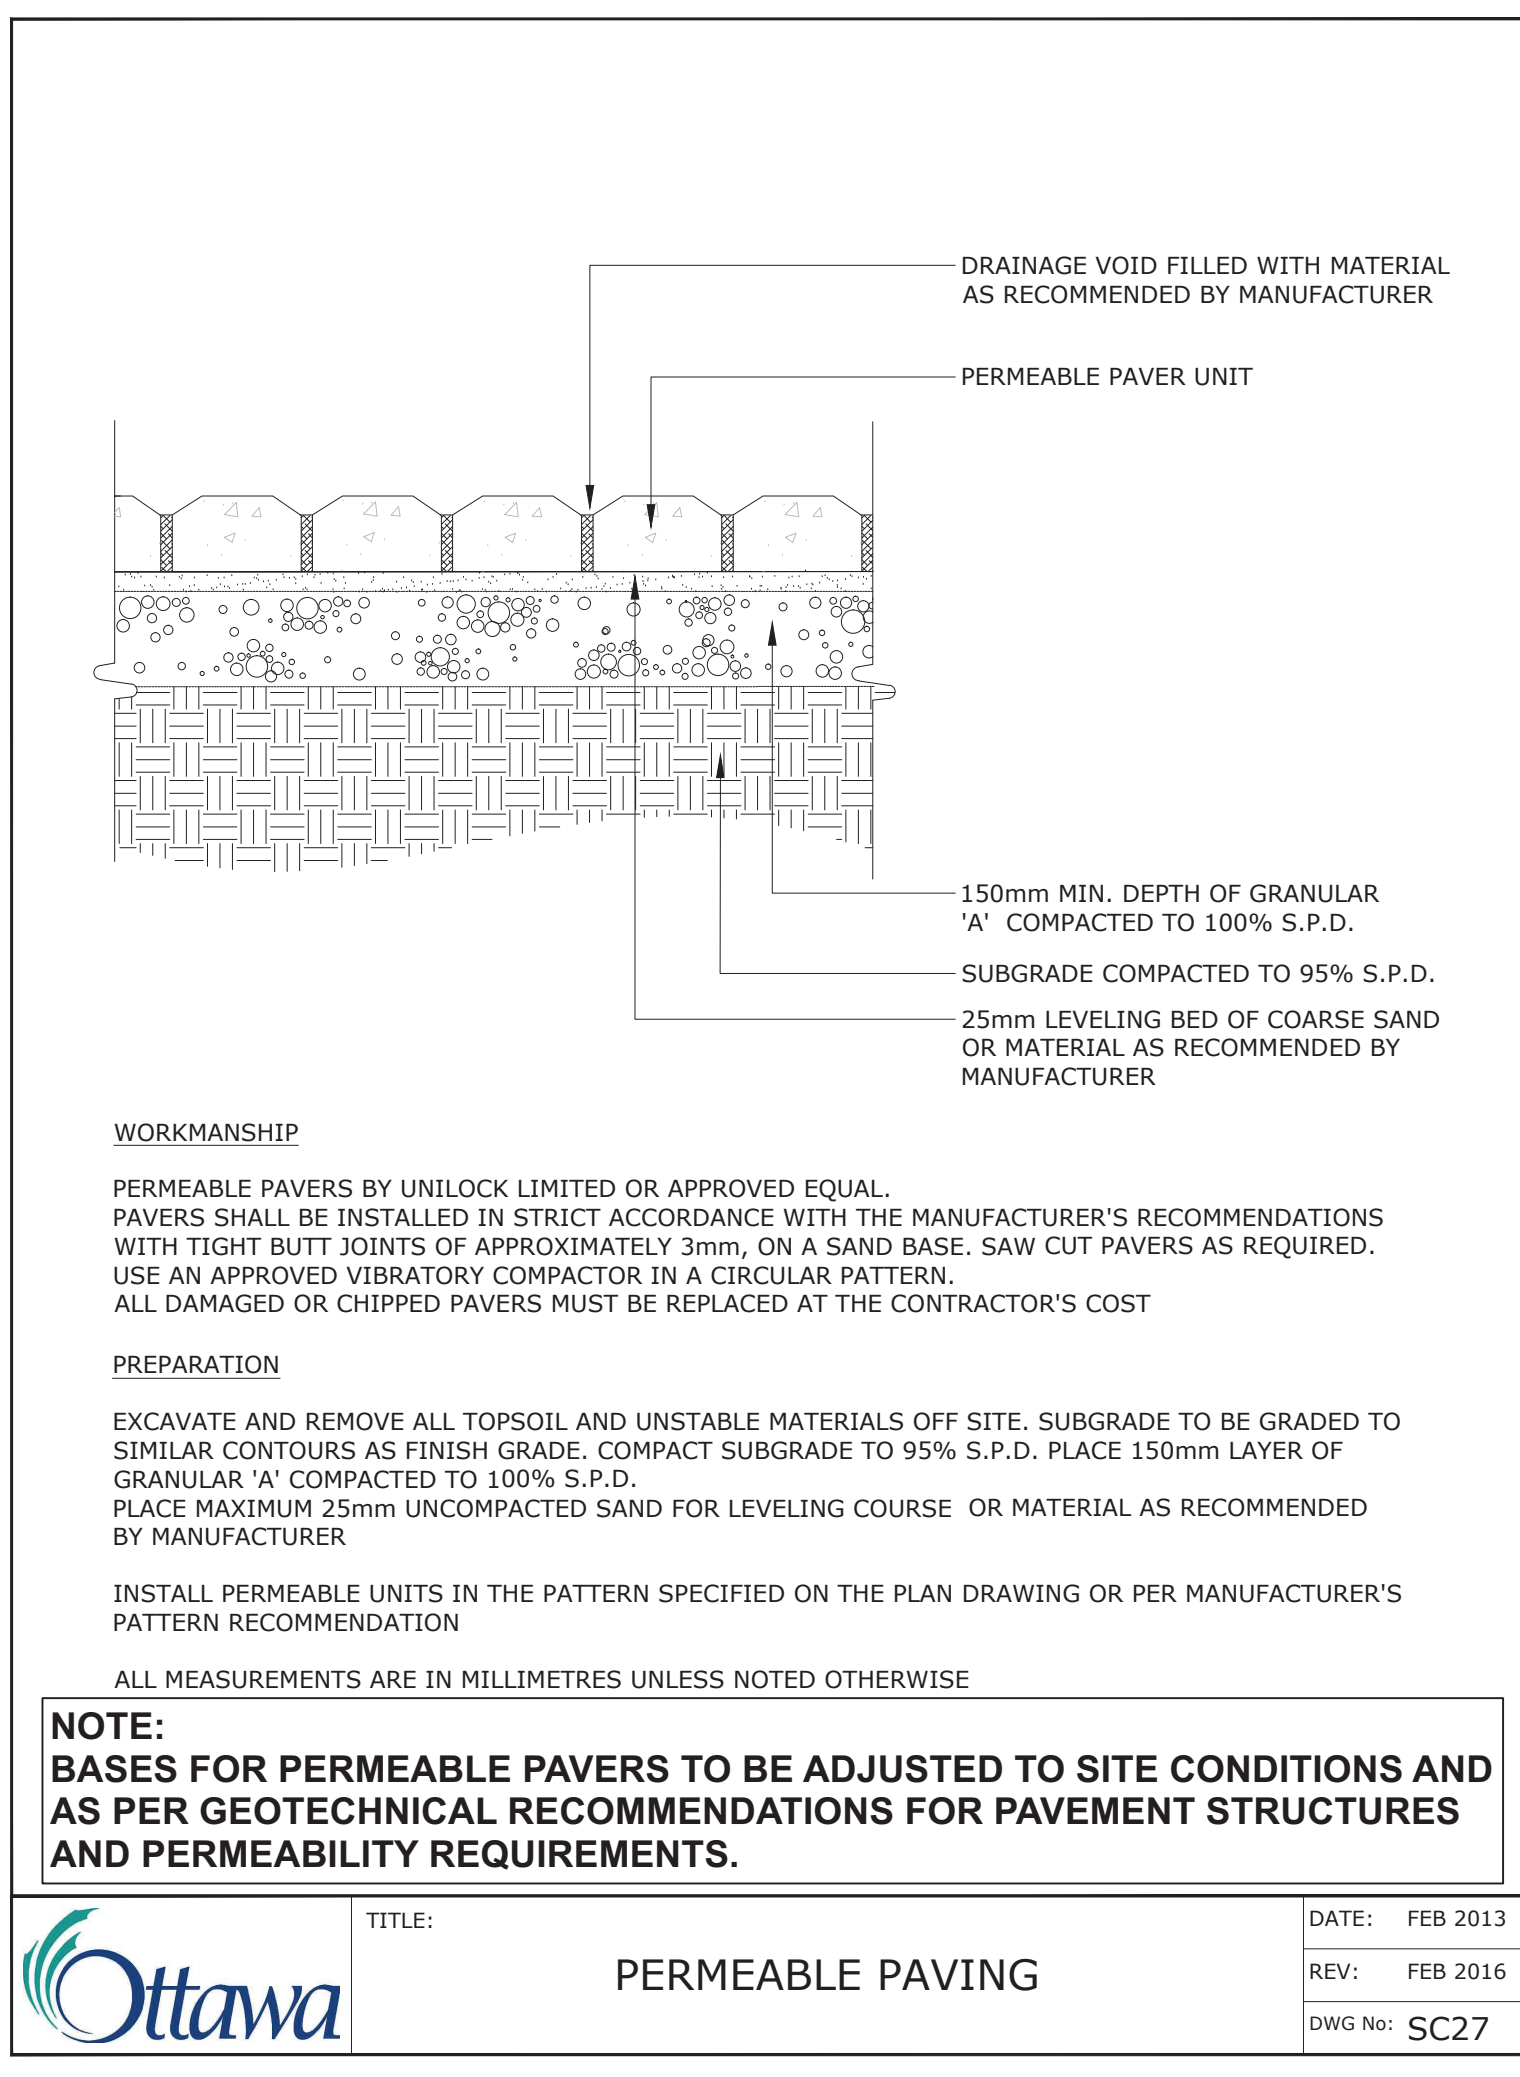 DRAINAGE VOID FILLED WITH MATERIAL
AS RECOMMENDED BY MANUFACTURER
PERMEABLE PAVER UNIT
150mm MIN. DEPTH OF GRANULAR
'A' COMPACTED TO 100% S.P.D.
SUBGRADE COMPACTED TO 95% S.P.D.
25mm LEVELING BED OF COARSE SAND
OR MATERIAL AS RECOMMENDED BY
MANUFACTURER
WORKMANSHIP
PERMEABLE PAVERS BY UNILOCK LIMITED OR APPROVED EQUAL.
PAVERS SHALL BE INSTALLED IN STRICT ACCORDANCE WITH THE MANUFACTURER'S RECOMMENDATIONS
WITH TIGHT BUTT JOINTS OF APPROXIMATELY 3mm, ON A SAND BASE. SAW CUT PAVERS AS REQUIRED.
USE AN APPROVED VIBRATORY COMPACTOR IN A CIRCULAR PATTERN.
ALL DAMAGED OR CHIPPED PAVERS MUST BE REPLACED AT THE CONTRACTOR'S COST
PREPARATION
EXCAVATE AND REMOVE ALL TOPSOIL AND UNSTABLE MATERIALS OFF SITE. SUBGRADE TO BE GRADED TO
SIMILAR CONTOURS AS FINISH GRADE. COMPACT SUBGRADE TO 95% S.P.D. PLACE 150mm LAYER OF
GRANULAR 'A' COMPACTED TO 100% S.P.D.
PLACE MAXIMUM 25mm UNCOMPACTED SAND FOR LEVELING COURSE OR MATERIAL AS RECOMMENDED
BY MANUFACTURER
INSTALL PERMEABLE UNITS IN THE PATTERN SPECIFIED ON THE PLAN DRAWING OR PER MANUFACTURER'S
PATTERN RECOMMENDATION
ALL MEASUREMENTS ARE IN MILLIMETRES UNLESS NOTED OTHERWISE
NOTE:
BASES FOR PERMEABLE PAVERS TO BE ADJUSTED TO SITE CONDITIONS AND
AS PER GEOTECHNICAL RECOMMENDATIONS FOR PAVEMENT STRUCTURES
AND PERMEABILITY REQUIREMENTS.
Ottawa
TITLE:
PERMEABLE PAVING
DATE: FEB 2013
REV: FEB 2016
DWG No: SC27